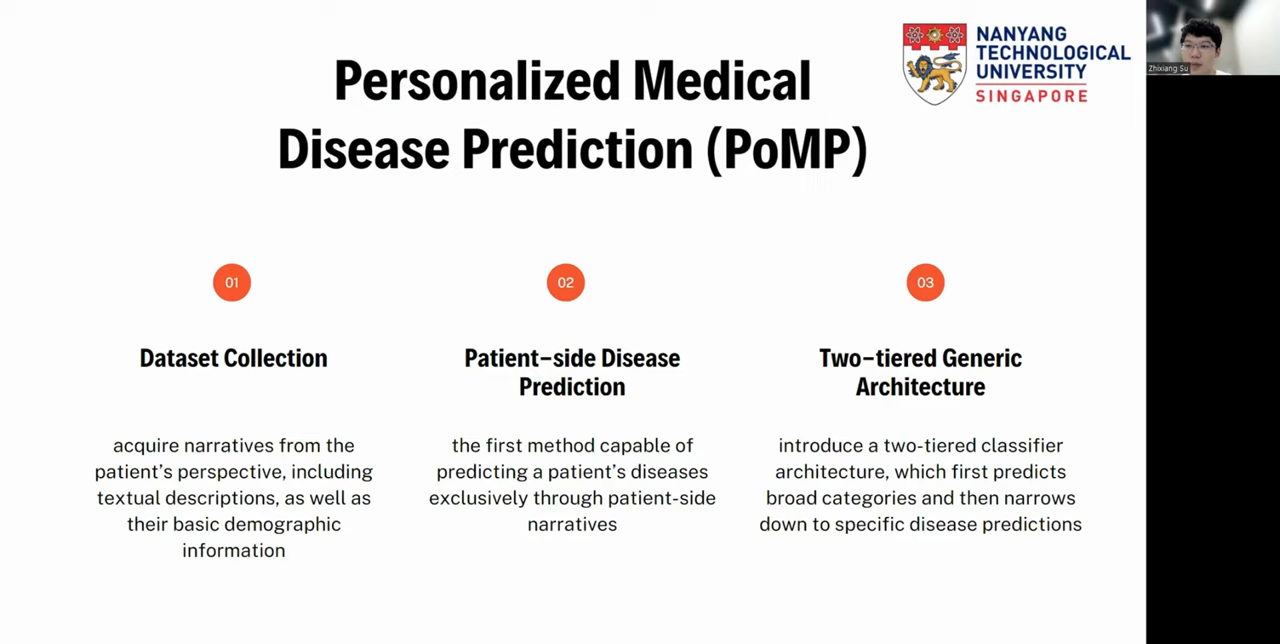 Personalized Medical
Disease Prediction (PoMP)
NANYANG
TECHNOLOGICAL
UNIVERSITY
SINGAPORE
Zhixiang Su
01
Dataset Collection
acquire narratives from the
patient's perspective, including
textual descriptions, as well as
their basic demographic
information
02
Patient-side Disease
Prediction
the first method capable of
predicting a patient's diseases
exclusively through patient-side
narratives
03
Two-tiered Generic
Architecture
introduce a two-tiered classifier
architecture, which first predicts
broad categories and then narrows
down to specific disease predictions